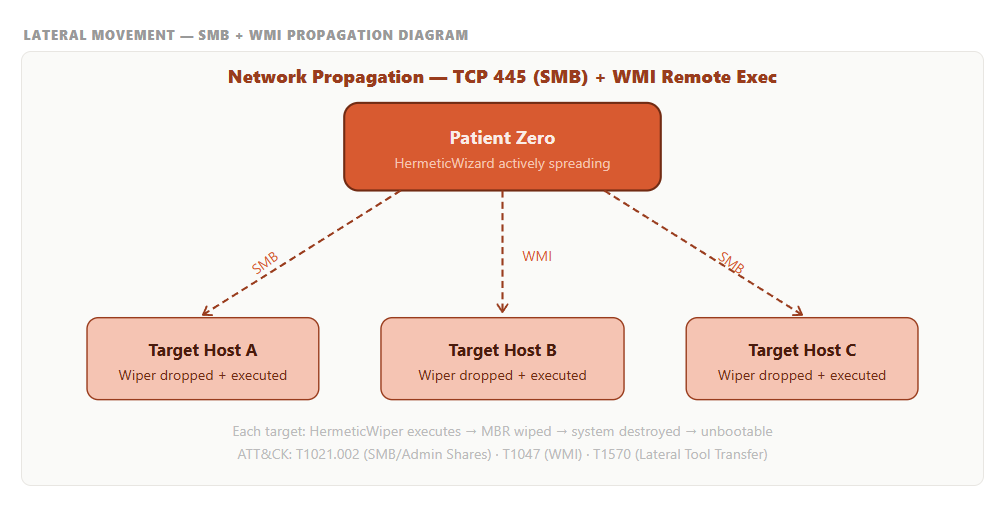 LATERAL MOVEMENT — SMB + WMI PROPAGATION DIAGRAM
Network Propagation — TCP 445 (SMB) + WMI Remote Exec
Patient Zero
HermeticWizard actively spreading
SMB
WMI
SMB
Target Host A
Wiper dropped + executed
Target Host B
Wiper dropped + executed
Target Host C
Wiper dropped + executed
Each target: HermeticWiper executes → MBR wiped → system destroyed → unbootable
ATT&CK: T1021.002 (SMB/Admin Shares) · T1047 (WMI) · T1570 (Lateral Tool Transfer)